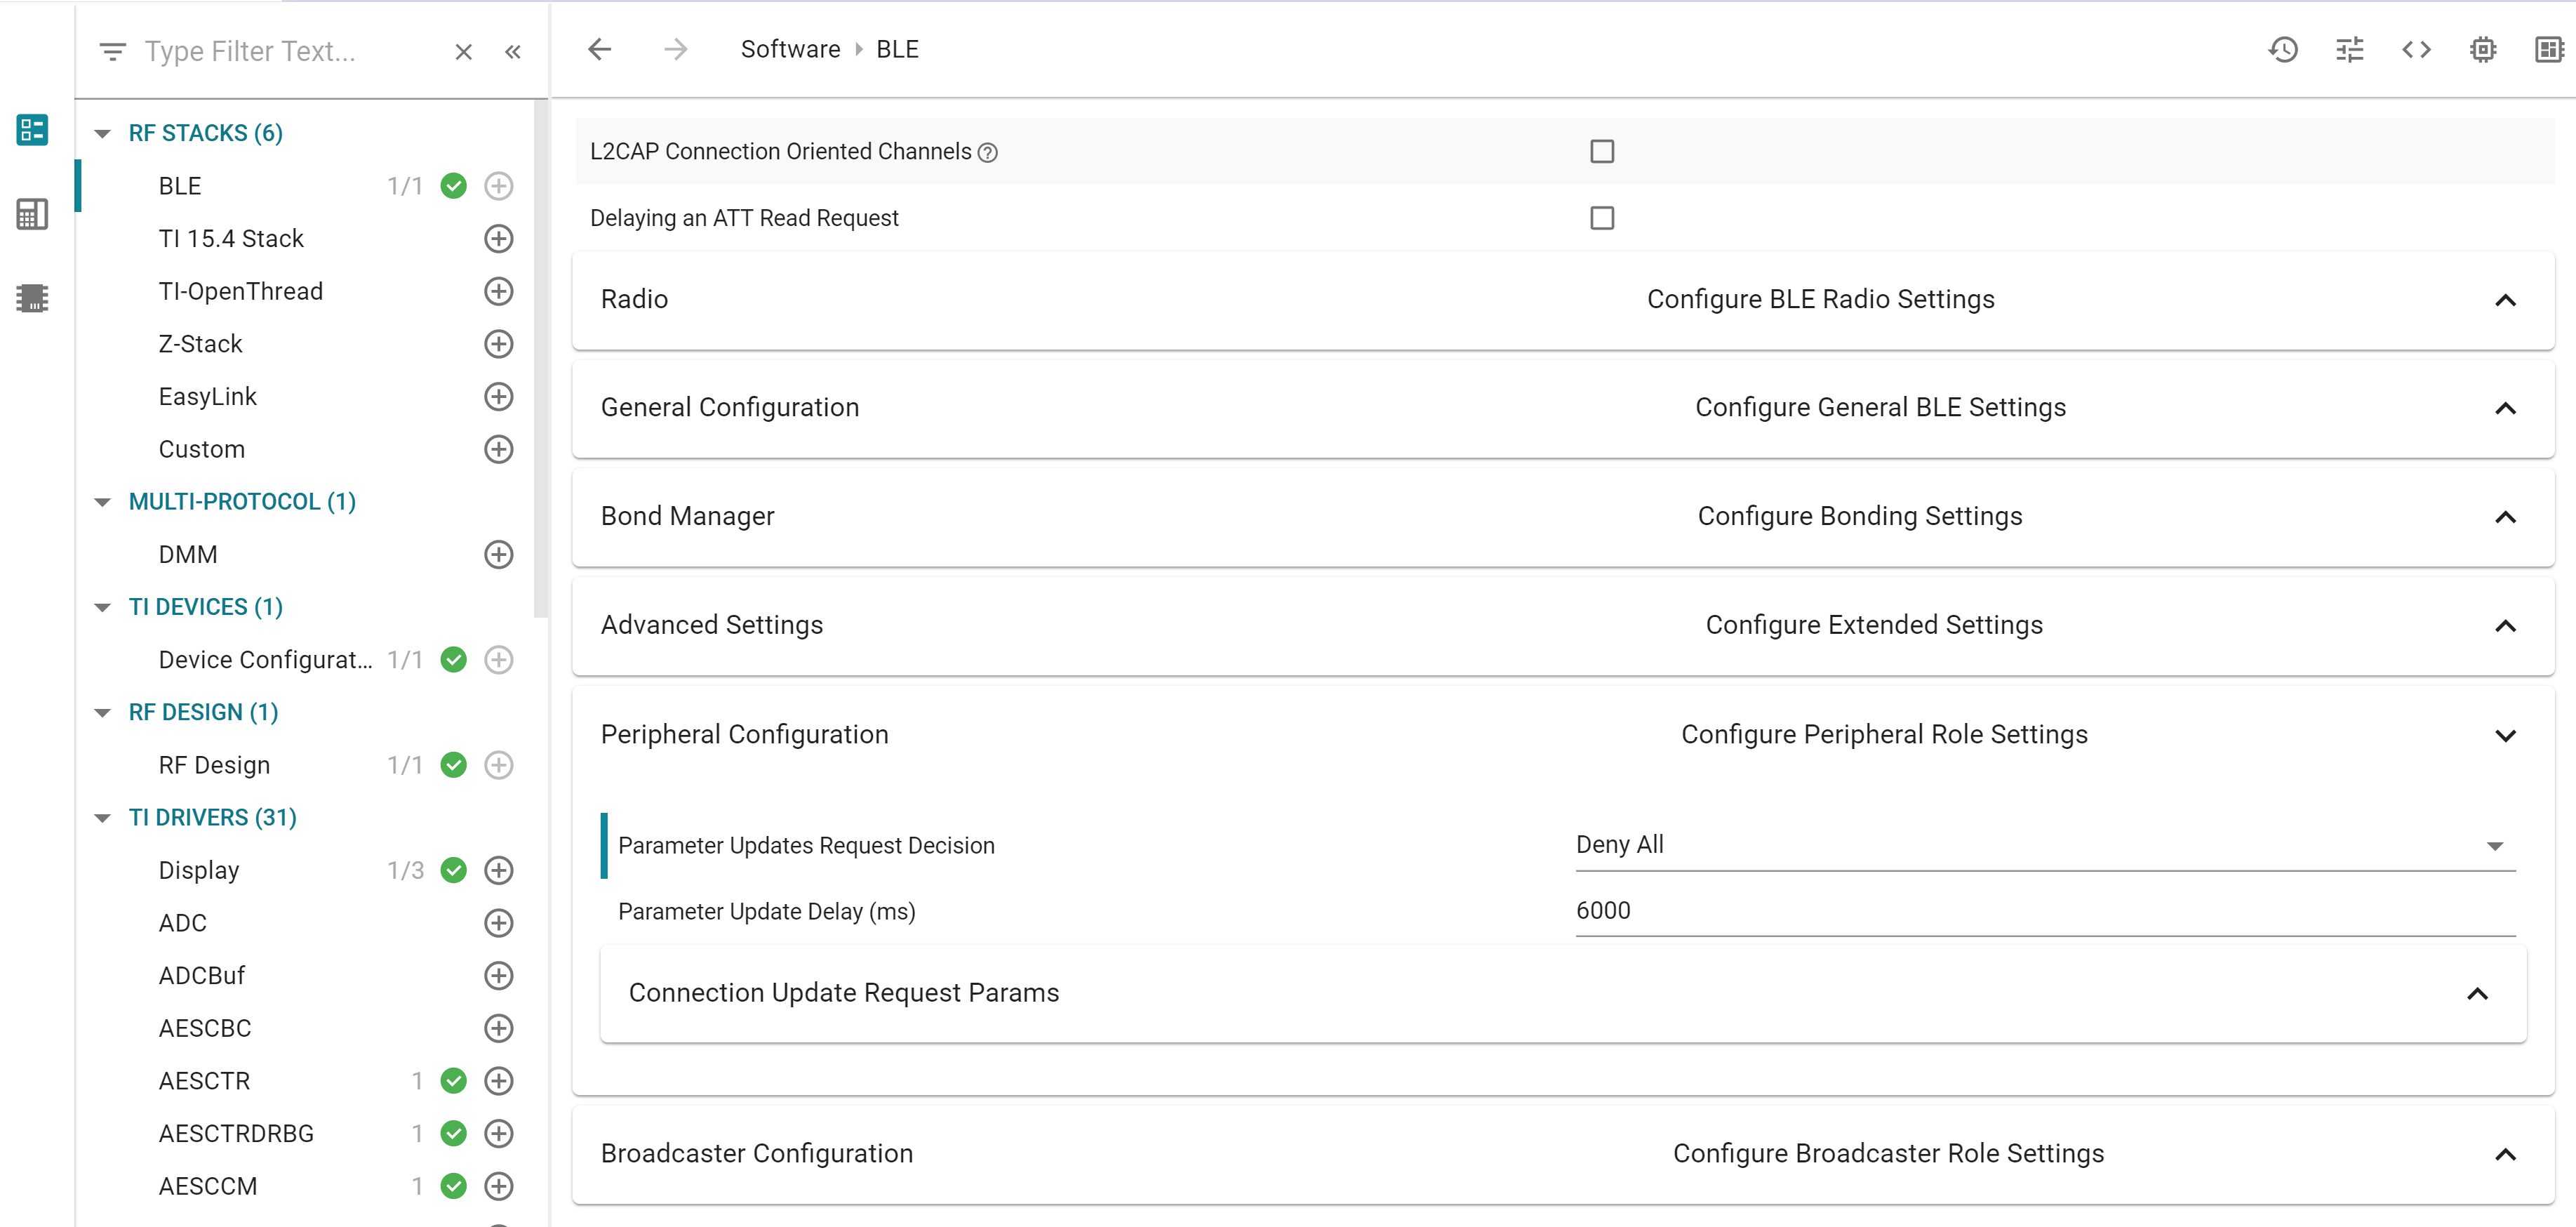 Type Filter Text...
RF STACKS (6)
BLE 1/1
TI 15.4 Stack
TI-OpenThread
Z-Stack
EasyLink
Custom
MULTI-PROTOCOL (1)
DMM
TI DEVICES (1)
Device Configurat... 1/1
RF DESIGN (1)
RF Design 1/1
TI DRIVERS (31)
Display 1/3
ADC
ADCBuf
AESCBC
AESCTR 1
AESCTRDRBG 1
AESCCM 1
Software BLE
L2CAP Connection Oriented Channels ?
Delaying an ATT Read Request
Radio Configure BLE Radio Settings
General Configuration Configure General BLE Settings
Bond Manager Configure Bonding Settings
Advanced Settings Configure Extended Settings
Peripheral Configuration Configure Peripheral Role Settings
Parameter Updates Request Decision Deny All
Parameter Update Delay (ms) 6000
Connection Update Request Params
Broadcaster Configuration Configure Broadcaster Role Settings